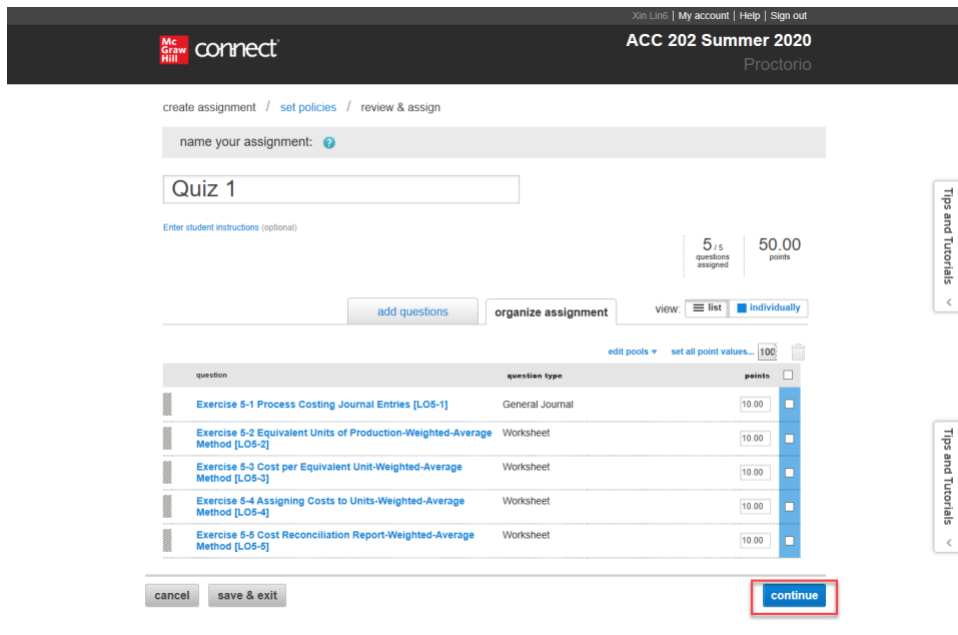 Xin Lin6 | My account | Help | Sign out
Mc Graw Hill connect
ACC 202 Summer 2020
Proctorio
create assignment / set policies / review & assign
name your assignment: ?
Quiz 1
Enter student instructions (optional)
5 / 5 questions assigned
50.00 points
add questions
organize assignment
view: list individually
edit pools set all point values... 100
question question type points
Exercise 5-1 Process Costing Journal Entries [LO5-1] General Journal 10.00
Exercise 5-2 Equivalent Units of Production-Weighted-Average Worksheet 10.00
Method [LO5-2]
Exercise 5-3 Cost per Equivalent Unit-Weighted-Average Worksheet 10.00
Method [LO5-3]
Exercise 5-4 Assigning Costs to Units-Weighted-Average Worksheet 10.00
Method [LO5-4]
Exercise 5-5 Cost Reconciliation Report-Weighted-Average Worksheet 10.00
Method [LO5-5]
cancel save & exit continue
Tips and Tutorials
Tips and Tutorials